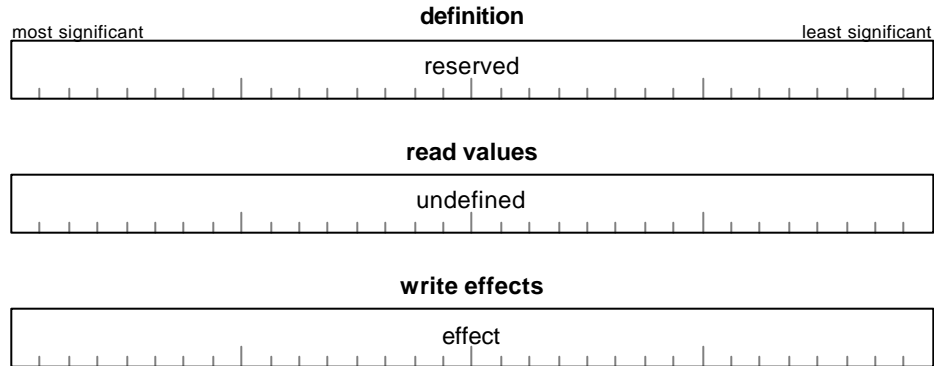 definition
most significant least significant
reserved
read values
undefined
write effects
effect